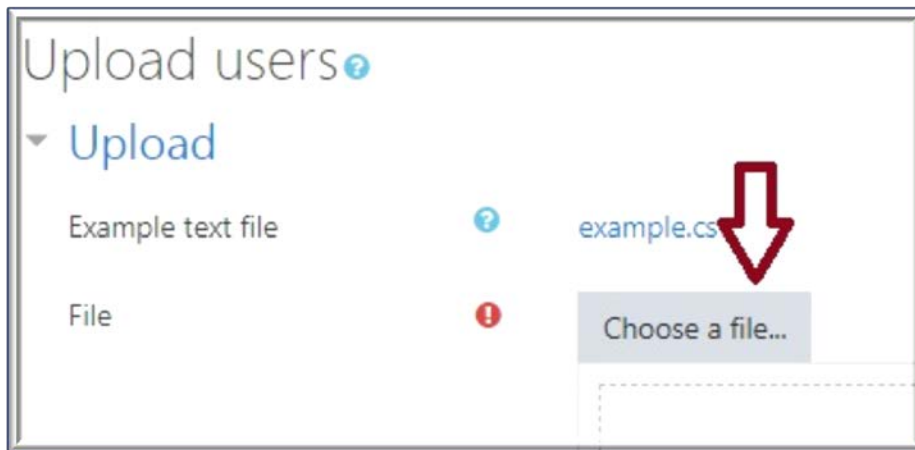 Upload users
Upload
Example text file
example.cs
File
Choose a file...